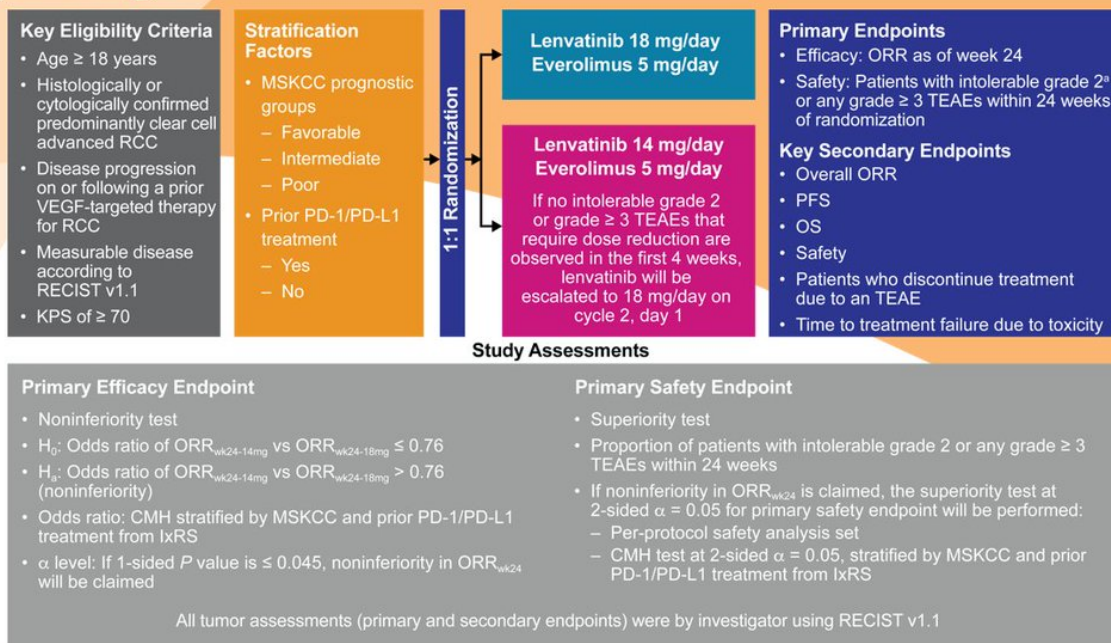 Key Eligibility Criteria
• Age ≥ 18 years
• Histologically or
cytologically confirmed
predominantly clear cell
advanced RCC
• Disease progression
on or following a prior
VEGF-targeted therapy
for RCC
• Measurable disease
according to
RECIST v1.1
• KPS of ≥ 70
Stratification
Factors
• MSKCC prognostic
groups
– Favorable
– Intermediate
– Poor
• Prior PD-1/PD-L1
treatment
– Yes
– No
1:1 Randomization
Lenvatinib 18 mg/day
Everolimus 5 mg/day
Lenvatinib 14 mg/day
Everolimus 5 mg/day
If no intolerable grade 2
or grade ≥ 3 TEAEs that
require dose reduction are
observed in the first 4 weeks,
lenvatinib will be
escalated to 18 mg/day on
cycle 2, day 1
Primary Endpoints
• Efficacy: ORR as of week 24
• Safety: Patients with intolerable grade 2a
or any grade ≥ 3 TEAEs within 24 weeks
of randomization
Key Secondary Endpoints
• Overall ORR
• PFS
• OS
• Safety
• Patients who discontinue treatment
due to an TEAE
• Time to treatment failure due to toxicity
Study Assessments
Primary Efficacy Endpoint
• Noninferiority test
• H0: Odds ratio of ORRwk24-14mg vs ORRwk24-18mg ≤ 0.76
• Ha: Odds ratio of ORRwk24-14mg vs ORRwk24-18mg > 0.76
(noninferiority)
• Odds ratio: CMH stratified by MSKCC and prior PD-1/PD-L1
treatment from IxRS
• α level: If 1-sided P value is ≤ 0.045, noninferiority in ORRwk24
will be claimed
Primary Safety Endpoint
• Superiority test
• Proportion of patients with intolerable grade 2 or any grade ≥ 3
TEAEs within 24 weeks
• If noninferiority in ORRwk24 is claimed, the superiority test at
2-sided α = 0.05 for primary safety endpoint will be performed:
– Per-protocol safety analysis set
– CMH test at 2-sided α = 0.05, stratified by MSKCC and prior
PD-1/PD-L1 treatment from IxRS
All tumor assessments (primary and secondary endpoints) were by investigator using RECIST v1.1